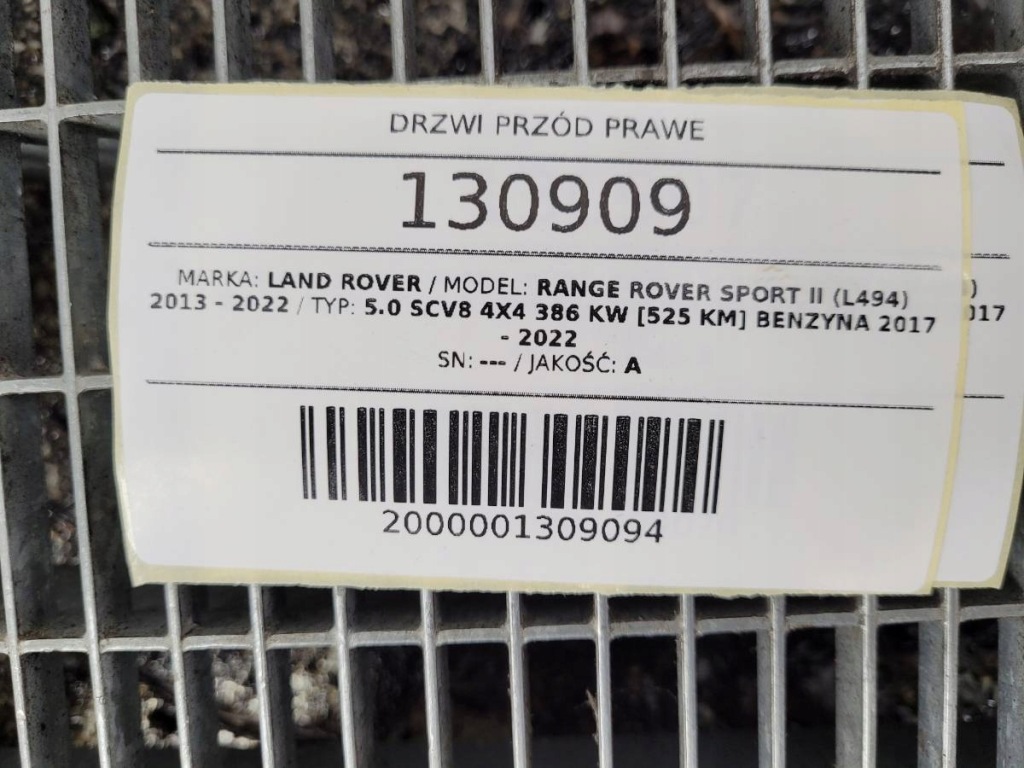 DRZWI PRZÓD PRAWE
130909
MARKA: LAND ROVER / MODEL: RANGE ROVER SPORT II (L494)
2013 - 2022 / TYP: 5.0 SCV8 4X4 386 KW [525 KM] BENZYNA 2017
- 2022
SN: --- / JAKOŚĆ: A
2000001309094
)
017